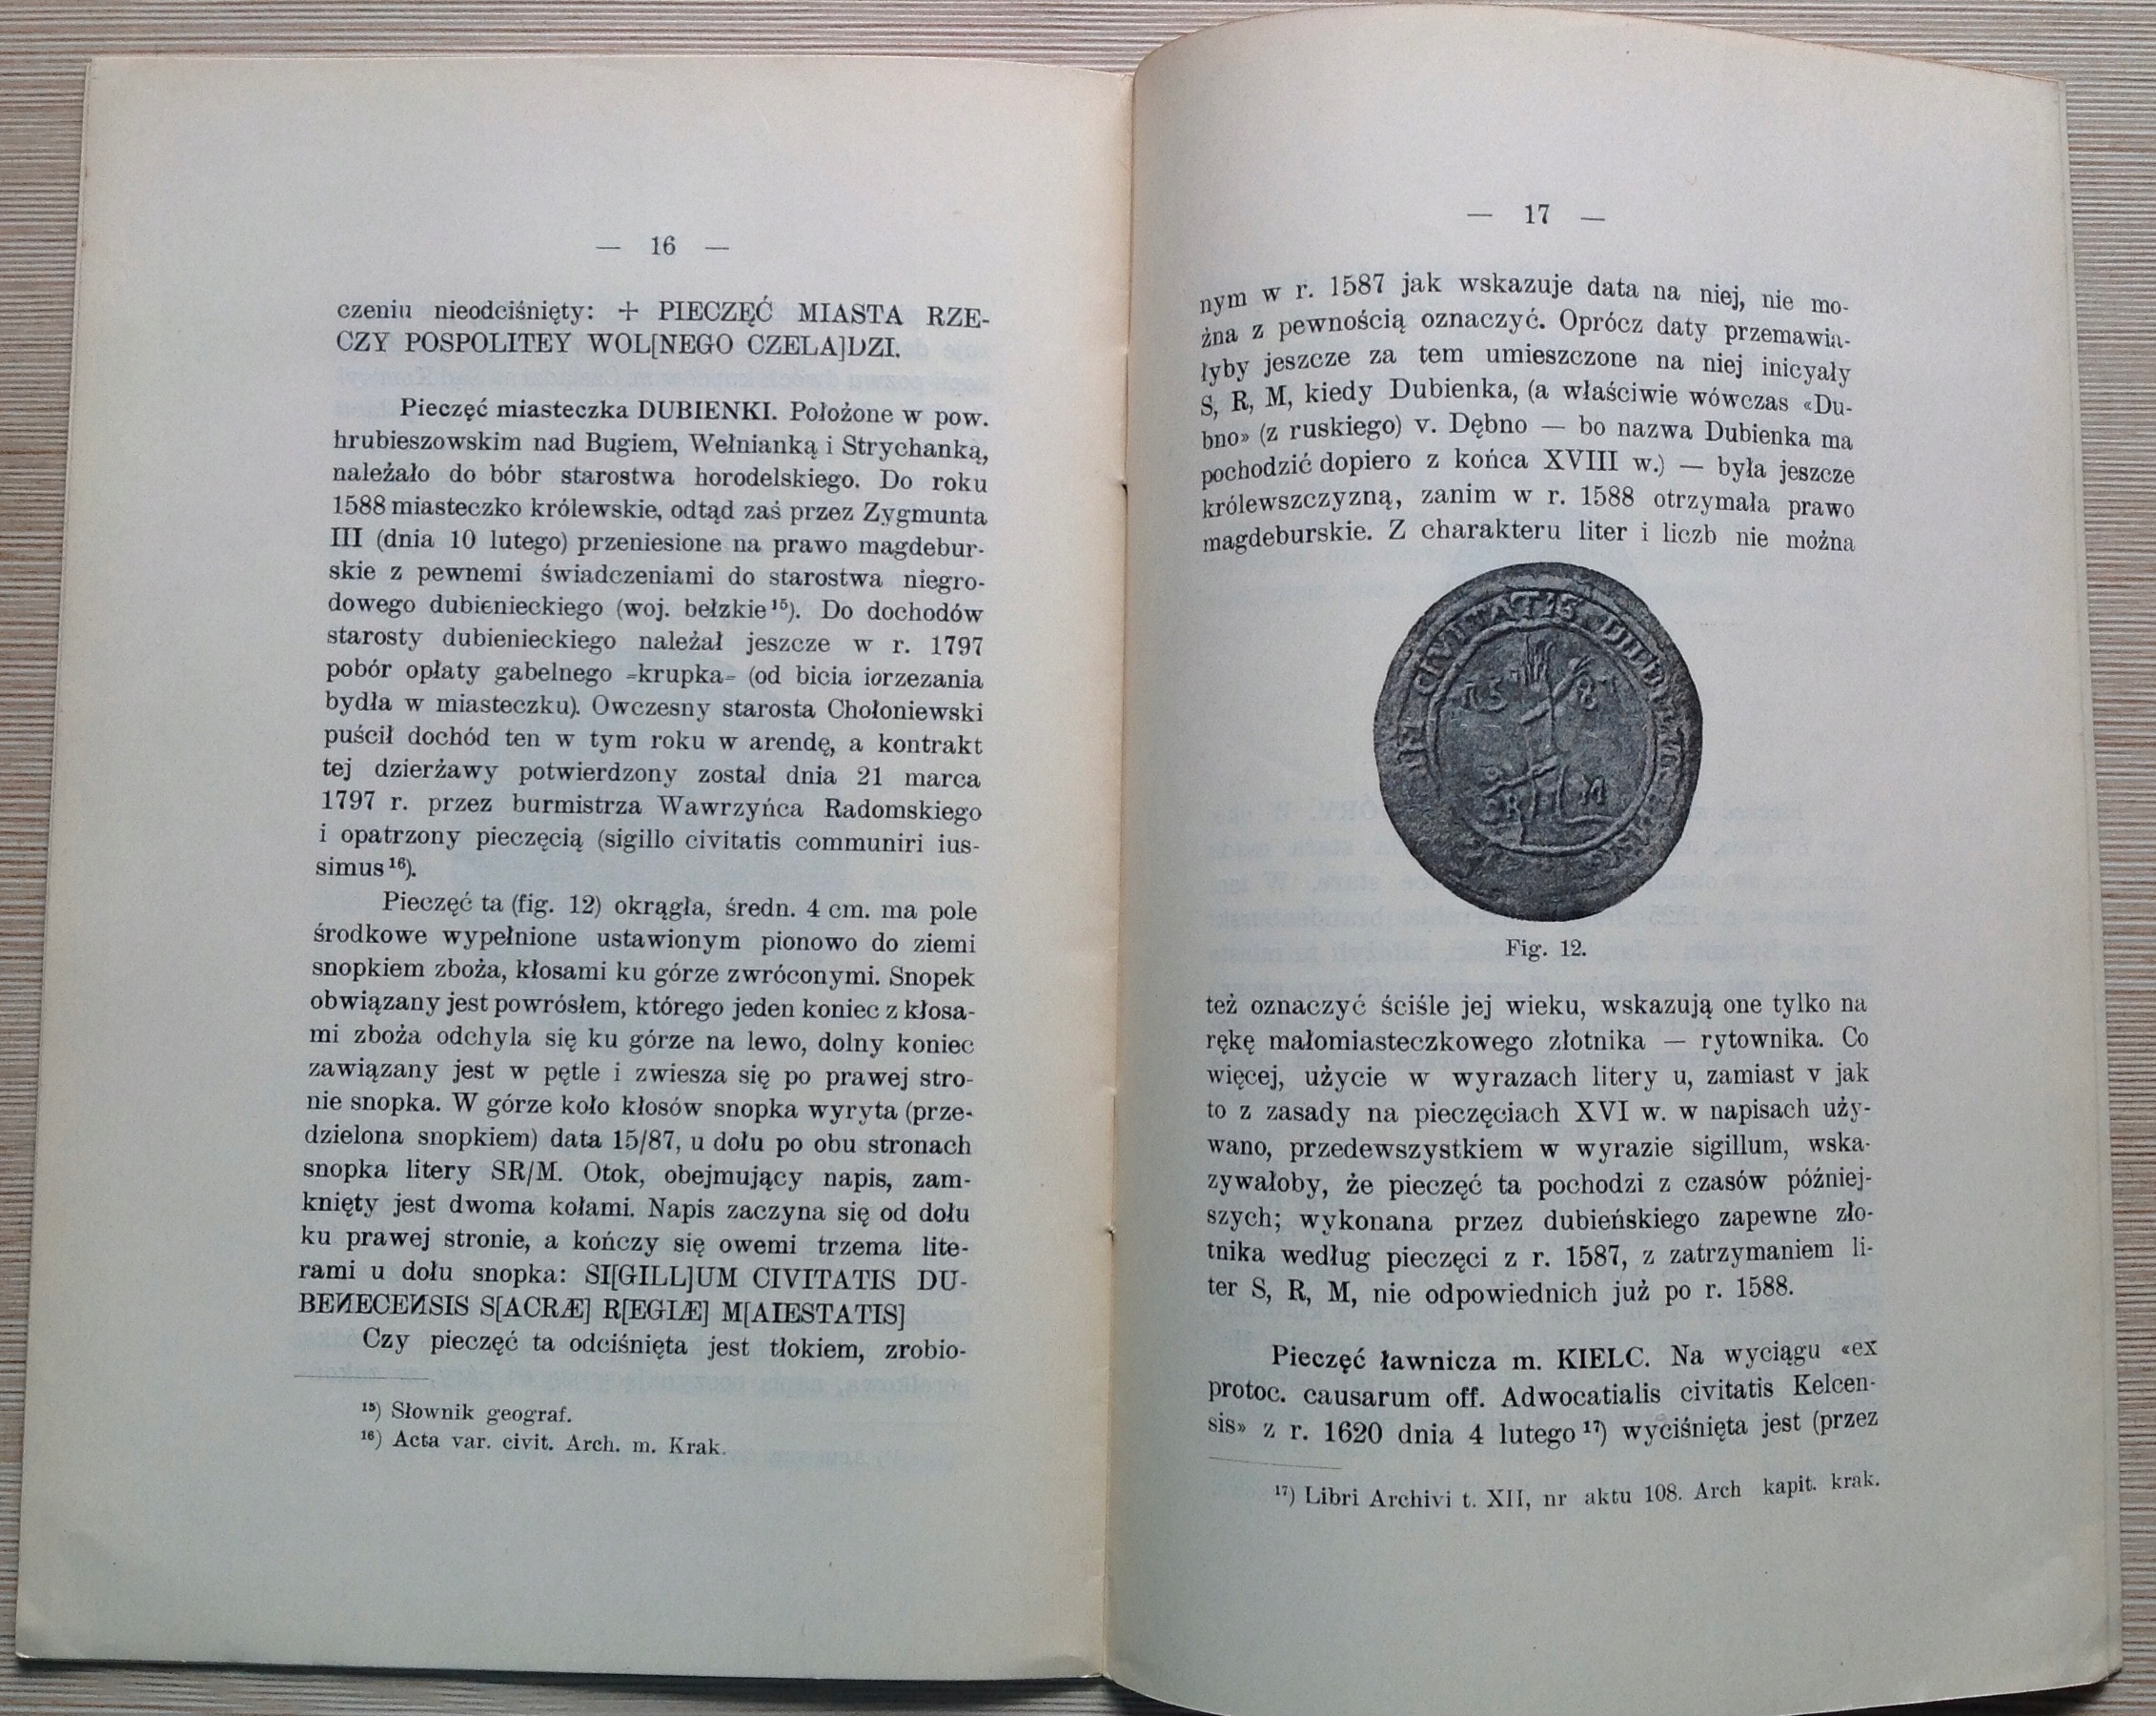 — 16 —
czeniu nieodciśnięty: + PIECZĘĆ MIASTA RZE-
CZY POSPOLITEY WOL[NEGO CZELA]DZI.
Pieczęć miasteczka DUBIENKI. Położone w pow.
hrubieszowskim nad Bugiem, Wełnianką i Strychanką,
należało do bóbr starostwa horodelskiego. Do roku
1588 miasteczko królewskie, odtąd zaś przez Zygmunta
III (dnia 10 lutego) przeniesione na prawo magdebur-
skie z pewnemi świadczeniami do starostwa niegro-
dowego dubienieckiego (woj. bełzkie ¹⁵). Do dochodów
starosty dubienieckiego należał jeszcze w r. 1797
pobór opłaty gabelnego =krupka= (od bicia iorzezania
bydła w miasteczku). Owczesny starosta Chołoniewski
puścił dochód ten w tym roku w arendę, a kontrakt
tej dzierżawy potwierdzony został dnia 21 marca
1797 r. przez burmistrza Wawrzyńca Radomskiego
i opatrzony pieczęcią (sigillo civitatis communiri ius-
simus ¹⁶).
Pieczęć ta (fig. 12) okrągła, średn. 4 cm. ma pole
środkowe wypełnione ustawionym pionowo do ziemi
snopkiem zboża, kłosami ku górze zwróconymi. Snopek
obwiązany jest powrósłem, którego jeden koniec z kłosa-
mi zboża odchyla się ku górze na lewo, dolny koniec
zawiązany jest w pętle i zwiesza się po prawej stro-
nie snopka. W górze koło kłosów snopka wyryta (prze-
dzielona snopkiem) data 15/87, u dołu po obu stronach
snopka litery SR/M. Otok, obejmujący napis, zam-
knięty jest dwoma kołami. Napis zaczyna się od dołu
ku prawej stronie, a kończy się owemi trzema lite-
rami u dołu snopka: SI[GILL]UM CIVITATIS DU-
BEИECEИSIS S[ACRÆ] R[EGIÆ] M[AIESTATIS]
Czy pieczęć ta odciśnięta jest tłokiem, zrobio-
¹⁵) Słownik geograf.
¹⁶) Acta var. civit. Arch. m. Krak.
— 17 —
nym w r. 1587 jak wskazuje data na niej, nie mo-
żna z pewnością oznaczyć. Oprócz daty przemawia-
łyby jeszcze za tem umieszczone na niej inicyały
S, R, M, kiedy Dubienka, (a właściwie wówczas «Du-
bno» (z ruskiego) v. Dębno — bo nazwa Dubienka ma
pochodzić dopiero z końca XVIII w.) — była jeszcze
królewszczyzną, zanim w r. 1588 otrzymała prawo
magdeburskie. Z charakteru liter i liczb nie można
CIVITATIS
15 87
S R M
Fig. 12.
też oznaczyć ściśle jej wieku, wskazują one tylko na
rękę małomiasteczkowego złotnika — rytownika. Co
więcej, użycie w wyrazach litery u, zamiast v jak
to z zasady na pieczęciach XVI w. w napisach uży-
wano, przedewszystkiem w wyrazie sigillum, wska-
zywałoby, że pieczęć ta pochodzi z czasów później-
szych; wykonana przez dubieńskiego zapewne zło-
tnika według pieczęci z r. 1587, z zatrzymaniem li-
ter S, R, M, nie odpowiednich już po r. 1588.
Pieczęć ławnicza m. KIELC. Na wyciągu «ex
protoc. causarum off. Adwocatialis civitatis Kelcen-
sis» z r. 1620 dnia 4 lutego ¹⁷) wyciśnięta jest (przez
¹⁷) Libri Archivi t. XII, nr aktu 108. Arch kapit. krak.